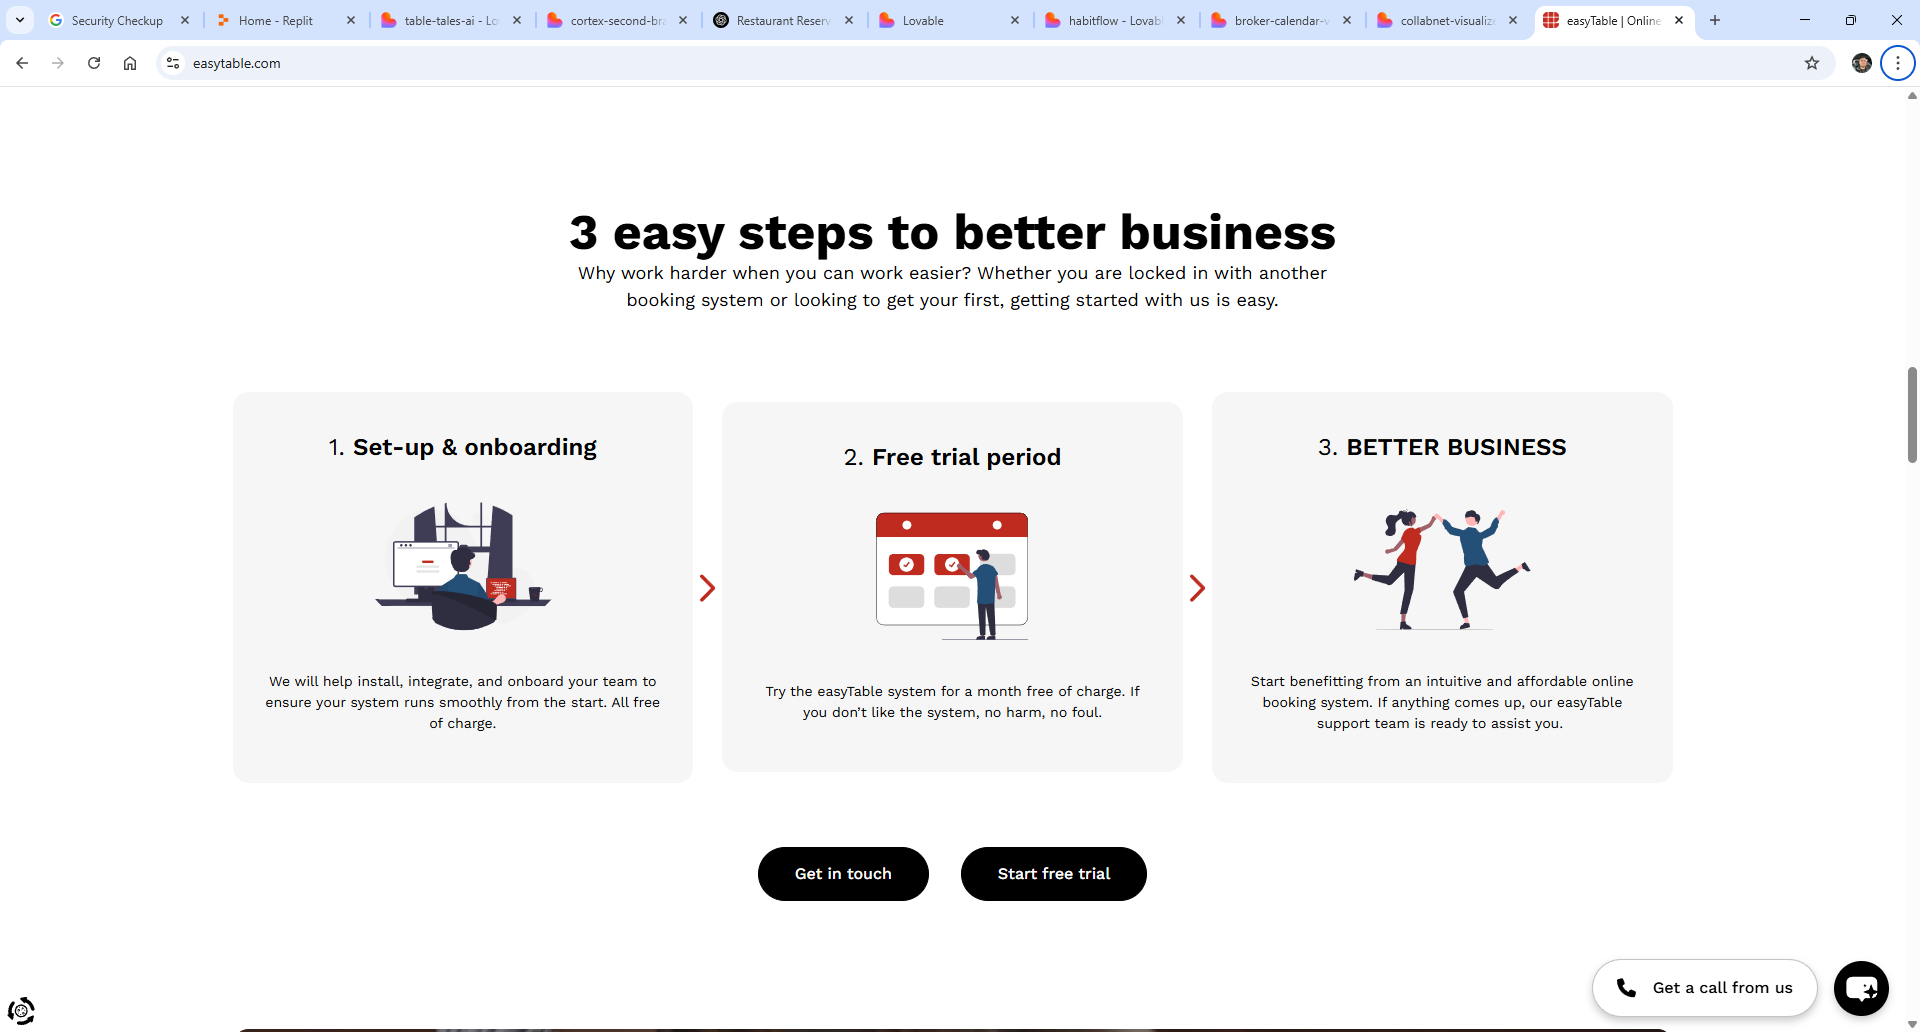 Security Checkup
Home - Replit
table-tales-ai - Lo
cortex-second-bra
Restaurant Reserv
Lovable
habitflow - Lovabl
broker-calendar-v
collabnet-visualize
easyTable | Online
easytable.com
3 easy steps to better business
Why work harder when you can work easier? Whether you are locked in with another
booking system or looking to get your first, getting started with us is easy.
1. Set-up & onboarding
We will help install, integrate, and onboard your team to
ensure your system runs smoothly from the start. All free
of charge.
2. Free trial period
Try the easyTable system for a month free of charge. If
you don’t like the system, no harm, no foul.
3. BETTER BUSINESS
Start benefitting from an intuitive and affordable online
booking system. If anything comes up, our easyTable
support team is ready to assist you.
Get in touch
Start free trial
Get a call from us